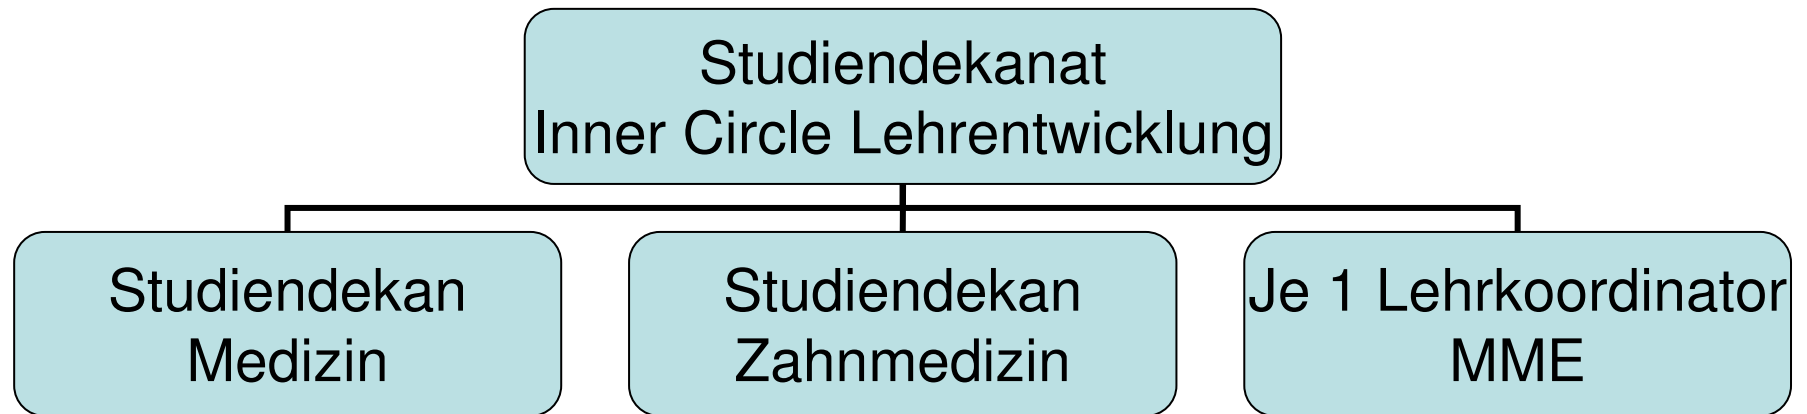 Studiendekanat
Inner Circle Lehrentwicklung
Studiendekan
Medizin
Studiendekan
Zahnmedizin
Je 1 Lehrkoordinator
MME